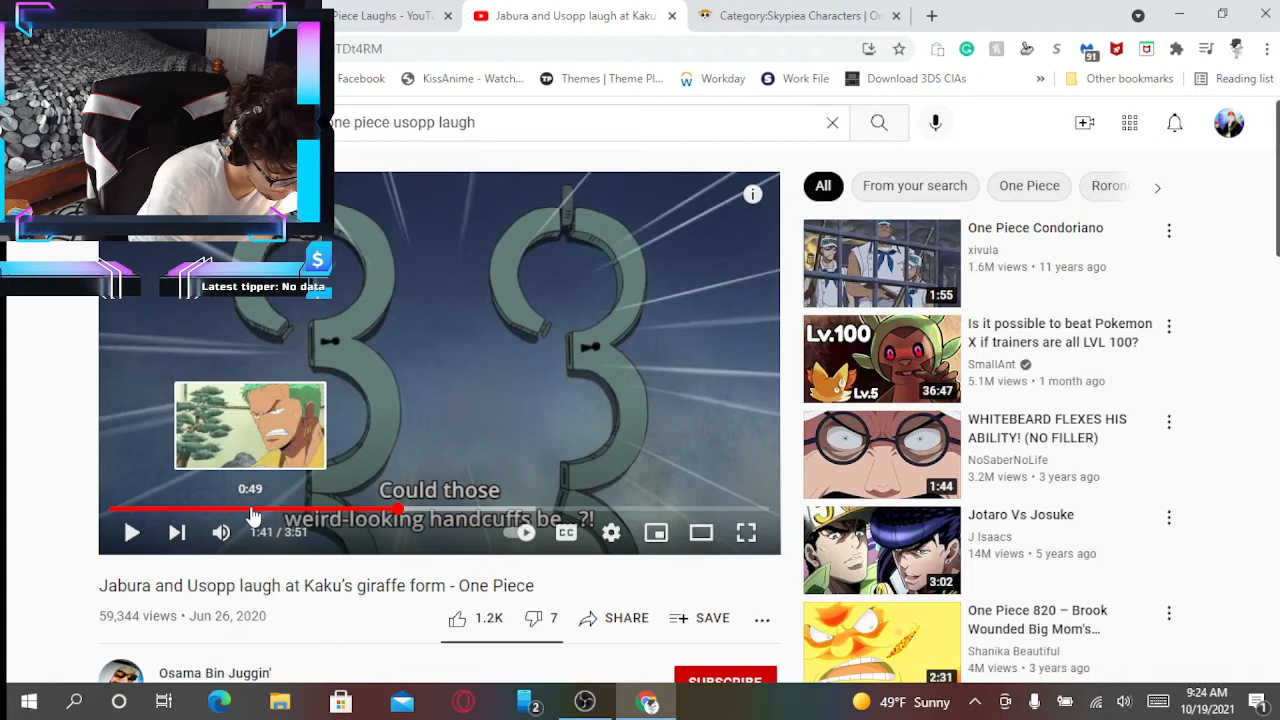 Piece Laughs - YouTu
Jabura and Usopp laugh at Kaku'
Category:Skypiea Characters | On
TDt4RM
91
Facebook
KissAnime - Watch...
Themes | Theme Pl...
Workday
Work File
Download 3DS CIAs
Other bookmarks
Reading list
ne piece usopp laugh
All
From your search
One Piece
Roron
$
Latest tipper: No data
One Piece Condoriano
xivula
1.6M views • 11 years ago
1:55
Lv.100
Lv.5
36:47
Is it possible to beat Pokemon
X if trainers are all LVL 100?
SmallAnt
5.1M views • 1 month ago
WHITEBEARD FLEXES HIS
ABILITY! (NO FILLER)
NoSaberNoLife
3.2M views • 3 years ago
1:44
Jotaro Vs Josuke
J Isaacs
14M views • 5 years ago
3:02
One Piece 820 – Brook
Wounded Big Mom's...
Shanika Beautiful
4M views • 3 years ago
2:31
0:49
Could those
weird-looking handcuffs be...?!
1:41 / 3:51
CC
Jabura and Usopp laugh at Kaku's giraffe form - One Piece
59,344 views • Jun 26, 2020
1.2K
7
SHARE
SAVE
Osama Bin Juggin'
SUBSCRIBE
2
49°F Sunny
9:24 AM
10/19/2021
1